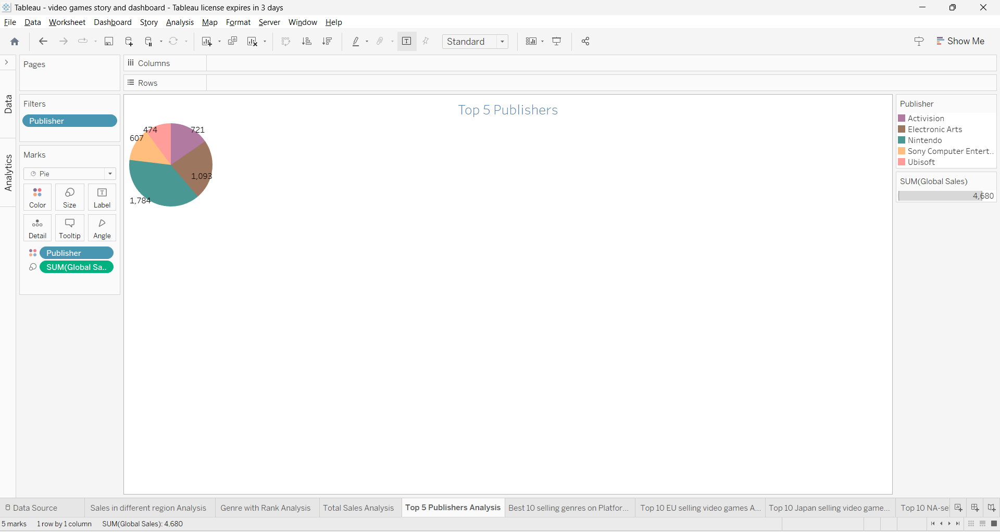 Tableau - video games story and dashboard - Tableau license expires in 3 days
File Data Worksheet Dashboard Story Analysis Map Format Server Window Help
Standard
Show Me
Pages
Columns
Rows
Data
Analytics
Filters
Publisher
Marks
Pie
Color Size Label
Detail Tooltip Angle
Publisher
SUM(Global Sa..
Top 5 Publishers
474
721
607
1,093
1,784
Publisher
Activision
Electronic Arts
Nintendo
Sony Computer Entert..
Ubisoft
SUM(Global Sales)
4,680
Data Source Sales in different region Analysis Genre with Rank Analysis Total Sales Analysis Top 5 Publishers Analysis Best 10 selling genres on Platfor... Top 10 EU selling video games A... Top 10 Japan selling video game... Top 10 NA-se
5 marks 1 row by 1 column SUM(Global Sales): 4,680